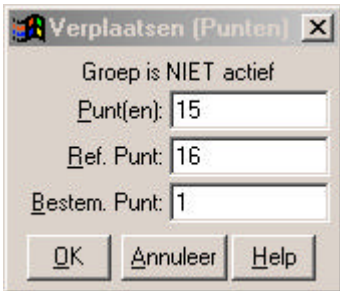 Verplaatsen (Punten)
Groep is NIET actief
Punt(en): 15
Ref. Punt: 16
Bestem. Punt: 1
OK Annuleer Help